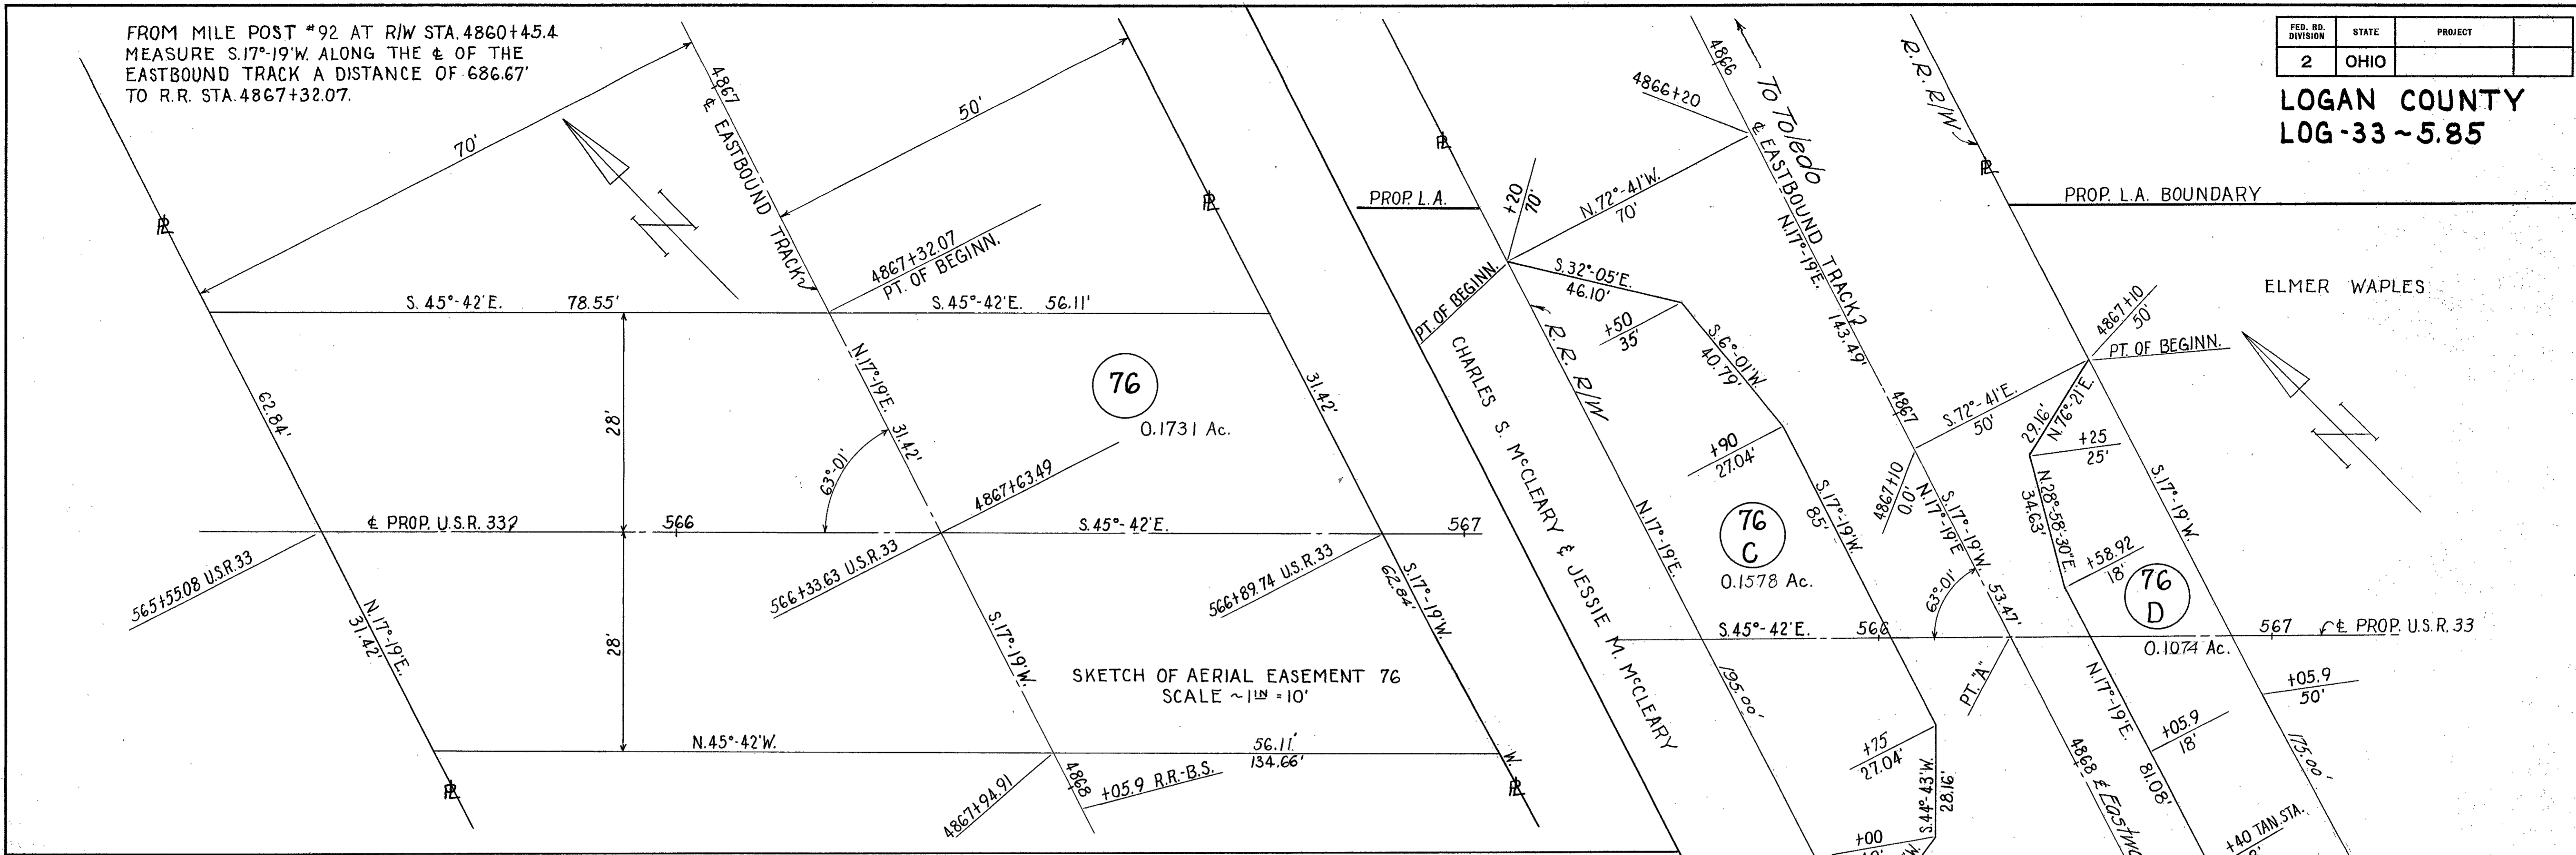 FROM MILE POST #92 AT R/W STA. 4860+45.4
MEASURE S.17°-19'W. ALONG THE ℄ OF THE
EASTBOUND TRACK A DISTANCE OF 686.67'
TO R.R. STA. 4867+32.07.
FED. RD. DIVISION STATE PROJECT
2 OHIO
LOGAN COUNTY
LOG-33~5.85
70'
50'
4867
℄ EASTBOUND TRACK
N
4867+32.07
PT. OF BEGINN.
S. 45°-42'E. 78.55'
S. 45°-42'E. 56.11'
℄ PROP. U.S.R. 33
62.84'
28'
N.17°-19'E. 31.42'
63°-01'
76
0.1731 Ac.
31.42'
4867+63.49
566
S.45°-42'E.
567
565+55.08 U.S.R.33
566+33.63 U.S.R.33
566+89.74 U.S.R.33
N.17°-19'E.
31.42'
28'
S.17°-19'W.
S.17°-19'W.
62.84'
SKETCH OF AERIAL EASEMENT 76
SCALE ~ 1IN = 10'
N.45°-42'W.
56.11'
134.66'
4867+94.91
4868
+05.9 R.R.-B.S.
W.
PL
PL
PL
PL
PL
PL
PROP. L.A.
+20
70'
4866+20
4866
To Toledo
℄ EASTBOUND TRACK
N.17°-19'E. 143.49'
N.72°-41'W.
70'
R.R. R/W
PROP. L.A. BOUNDARY
ELMER WAPLES
PT. OF BEGINN.
S.32°-05'E.
46.10'
+50
35'
R.R. R/W
S.6°-01'W.
40.79'
CHARLES S. McCLEARY & JESSIE M. McCLEARY
+90
27.04'
4867
S.72°-41'E.
50'
4867+10
50'
PT. OF BEGINN.
29.16'
N.76°-21'E.
+25
25'
4867+10
0.0'
N.17°-19'E.
76
C
0.1578 Ac.
S.17°-19'W.
85'
S.17°-19'W. 53.47'
N.17°-19'E
N.28°-58'-30"E.
34.63'
S.17°-19'W.
N
63°-01'
+58.92
18'
76
D
0.1074 Ac.
S.45°-42'E.
566
567
℄ PROP. U.S.R. 33
195.00'
PT. "A"
+05.9
50'
N.17°-19'E.
81.08'
+05.9
18'
175.00'
+75
27.04'
S.44°-43'W.
28.16'
4868
℄ Eastwo
+00
+40 TAN. STA.